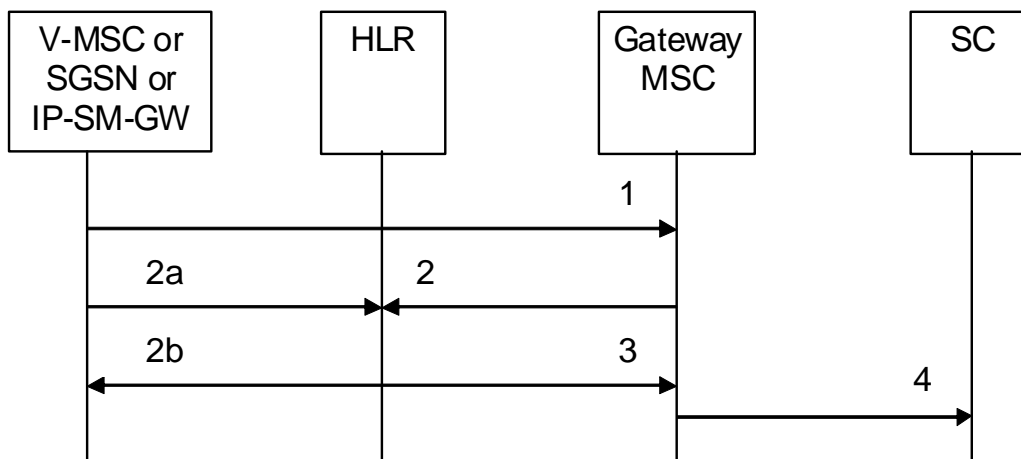 V-MSC or
SGSN or
IP-SM-GW
HLR
Gateway
MSC
SC
1
2a
2
2b
3
4